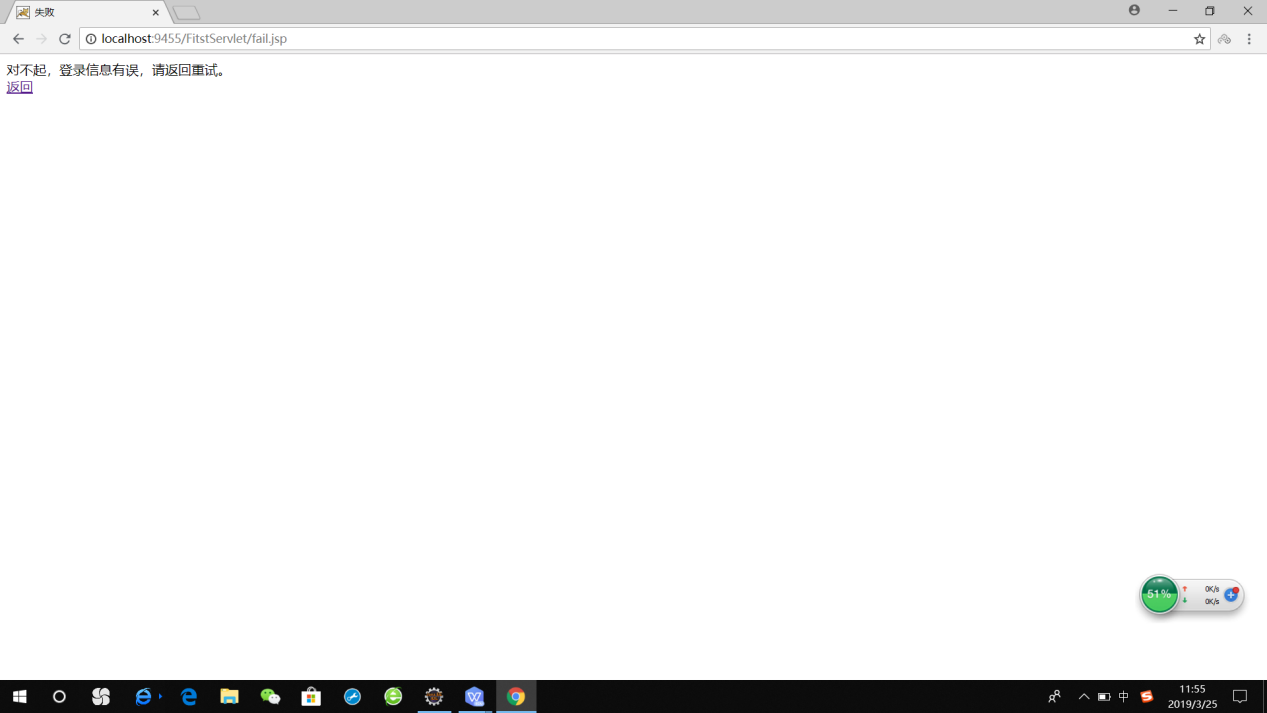 失败
localhost:9455/FitstServlet/fail.jsp
对不起，登录信息有误，请返回重试。
返回
51%
0K/s
0K/s
中
11:55
2019/3/25